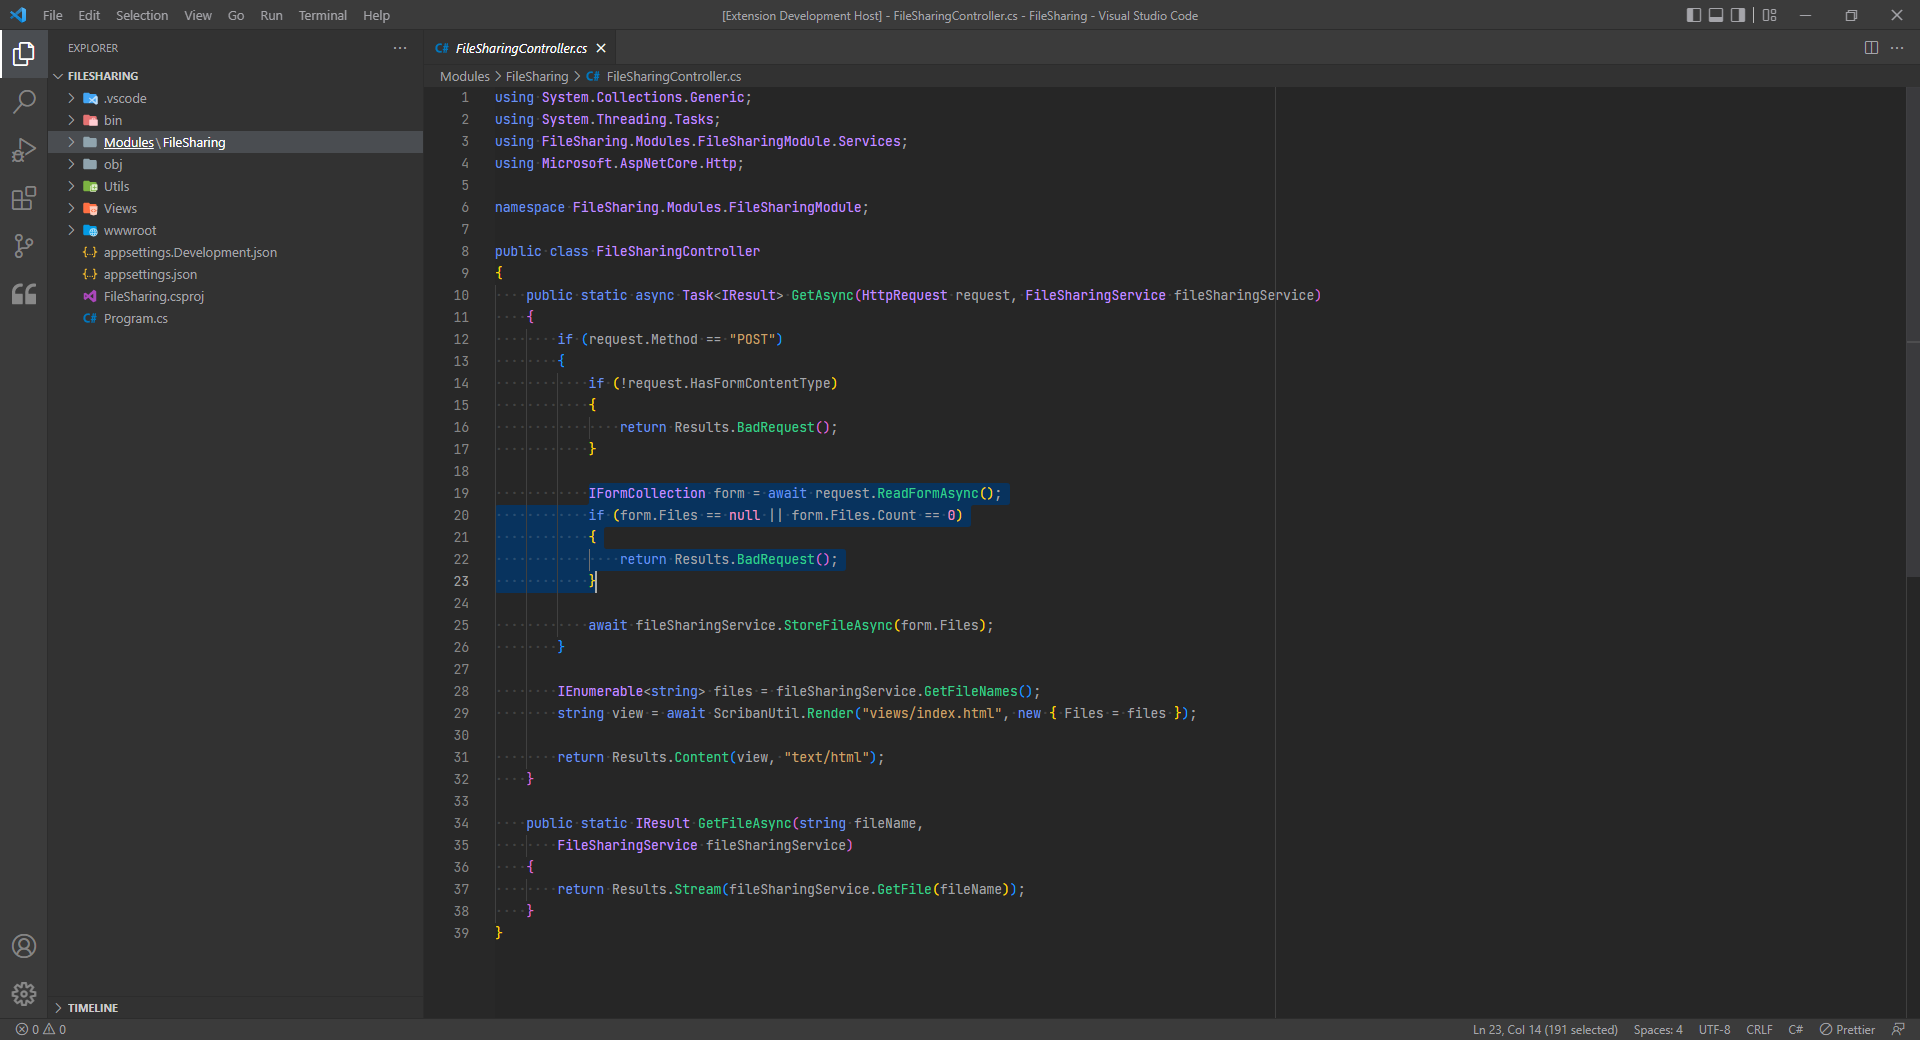 File Edit Selection View Go Run Terminal Help
[Extension Development Host] - FileSharingController.cs - FileSharing - Visual Studio Code
EXPLORER
FILESHARING
.vscode
bin
Modules\FileSharing
obj
Utils
Views
wwwroot
{..} appsettings.Development.json
{..} appsettings.json
FileSharing.csproj
C# Program.cs
TIMELINE
C# FileSharingController.cs
Modules > FileSharing > C# FileSharingController.cs
1 using System.Collections.Generic;
2 using System.Threading.Tasks;
3 using FileSharing.Modules.FileSharingModule.Services;
4 using Microsoft.AspNetCore.Http;
5
6 namespace FileSharing.Modules.FileSharingModule;
7
8 public class FileSharingController
9 {
10     public static async Task<IResult> GetAsync(HttpRequest request, FileSharingService fileSharingService)
11     {
12         if (request.Method == "POST")
13         {
14             if (!request.HasFormContentType)
15             {
16                 return Results.BadRequest();
17             }
18
19             IFormCollection form = await request.ReadFormAsync();
20             if (form.Files == null || form.Files.Count == 0)
21             {
22                 return Results.BadRequest();
23             }
24
25             await fileSharingService.StoreFileAsync(form.Files);
26         }
27
28         IEnumerable<string> files = fileSharingService.GetFileNames();
29         string view = await ScribanUtil.Render("views/index.html", new { Files = files });
30
31         return Results.Content(view, "text/html");
32     }
33
34     public static IResult GetFileAsync(string fileName,
35         FileSharingService fileSharingService)
36     {
37         return Results.Stream(fileSharingService.GetFile(fileName));
38     }
39 }
0 0
Ln 23, Col 14 (191 selected) Spaces: 4 UTF-8 CRLF C# Prettier